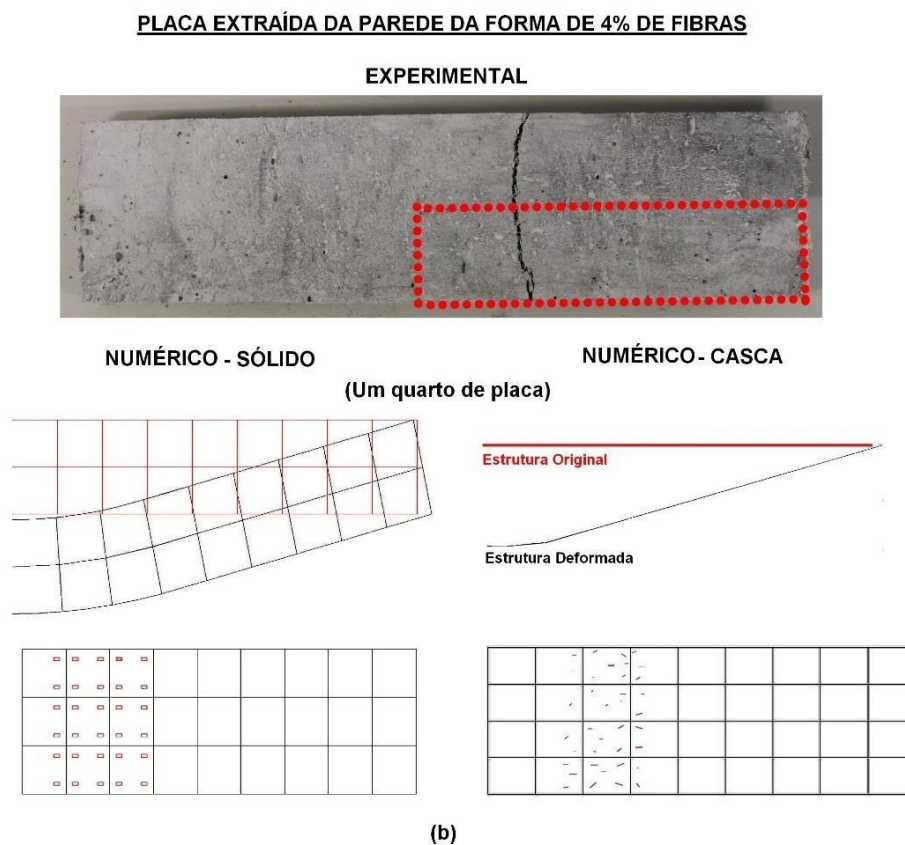 PLACA EXTRAÍDA DA PAREDE DA FORMA DE 4% DE FIBRAS
EXPERIMENTAL
NUMÉRICO - SÓLIDO
NUMÉRICO - CASCA
(Um quarto de placa)
Estrutura Original
Estrutura Deformada
(b)